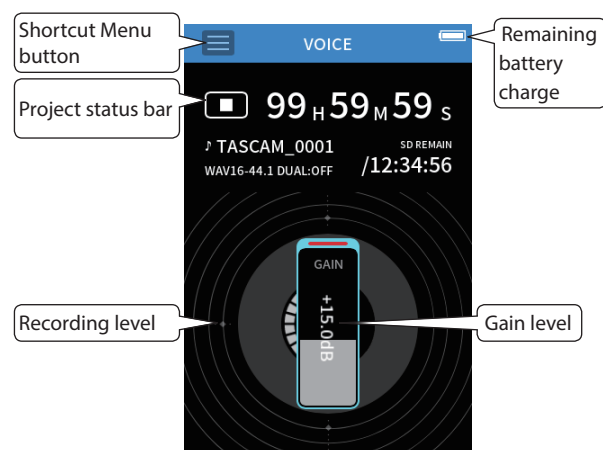 Shortcut Menu
button
VOICE
Remaining
battery
charge
Project status bar
99 H 59 M 59 S
♪ TASCAM_0001
SD REMAIN
WAV16-44.1 DUAL:OFF
/12:34:56
GAIN
+15.0dB
Recording level
Gain level